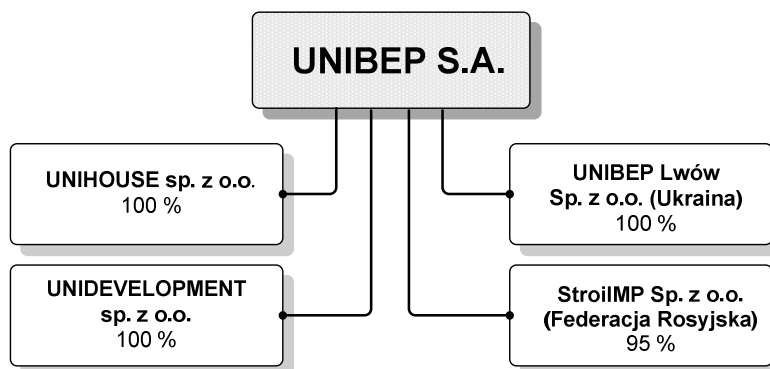 UNIBEP S.A.
UNIHOUSE sp. z o.o.
100 %
UNIBEP Lwów
Sp. z o.o. (Ukraina)
100 %
UNIDEVELOPMENT
sp. z o.o.
100 %
StroiIMP Sp. z o.o.
(Federacja Rosyjska)
95 %